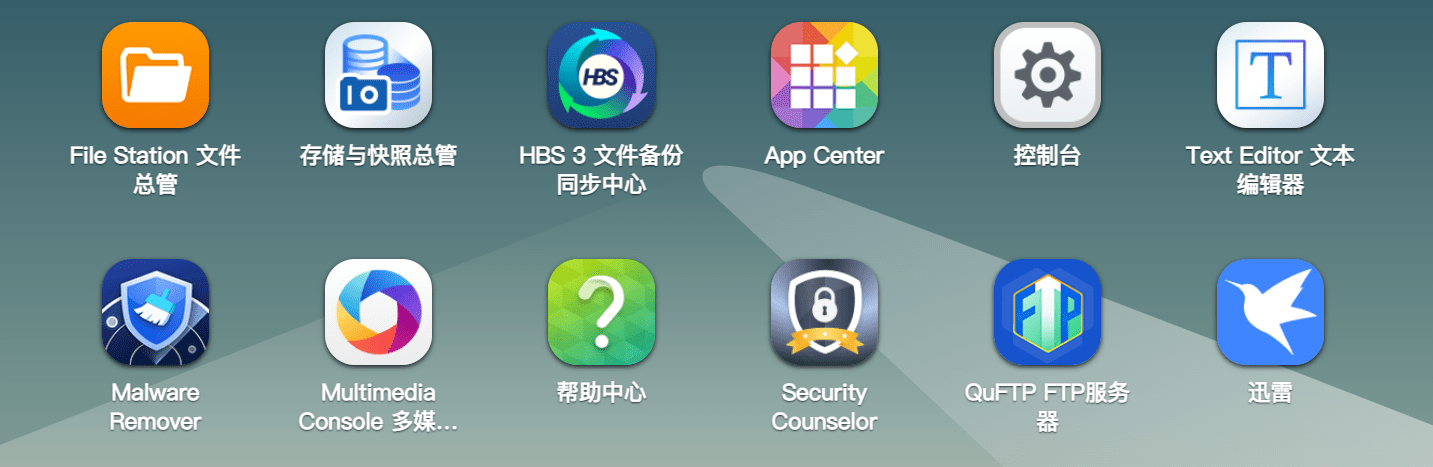 HBS
T
File Station 文件
总管
存储与快照总管
HBS 3 文件备份
同步中心
App Center
控制台
Text Editor 文本
编辑器
?
FTP
Malware
Remover
Multimedia
Console 多媒...
帮助中心
Security
Counselor
QuFTP FTP服务
器
迅雷